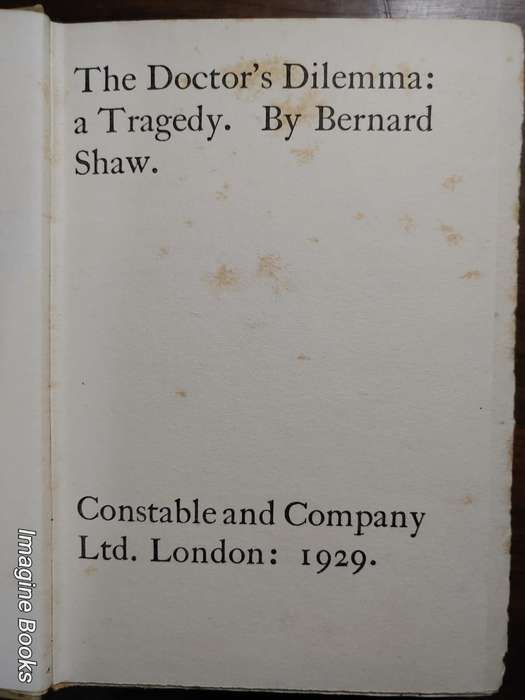 The Doctor's Dilemma:
a Tragedy. By Bernard
Shaw.
Constable and Company
Ltd. London: 1929.
Imagine Books